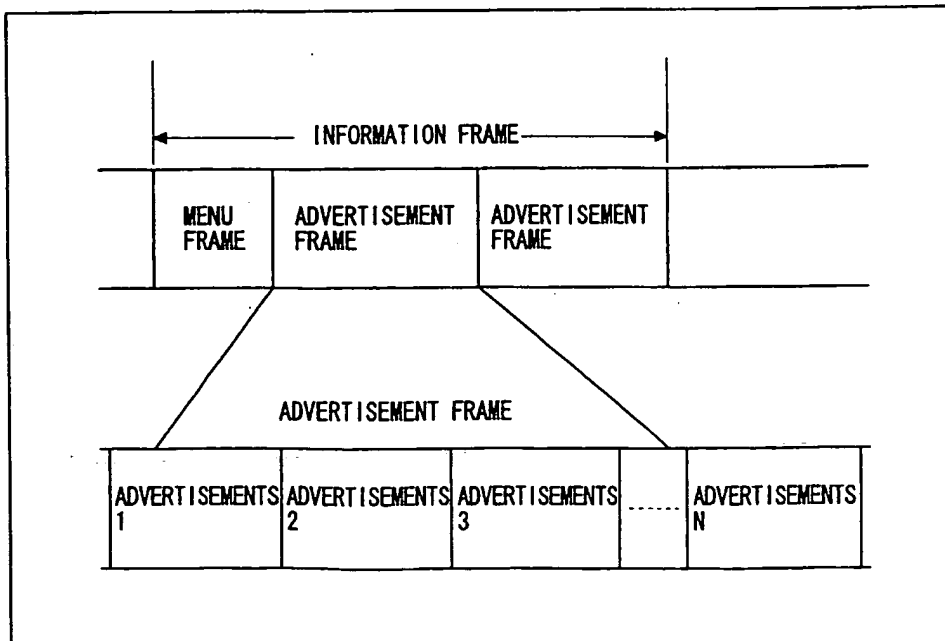 INFORMATION FRAME
MENU
FRAME
ADVERTISEMENT
FRAME
ADVERTISEMENT
FRAME
ADVERTISEMENT FRAME
ADVERTISEMENTS
1
ADVERTISEMENTS
2
ADVERTISEMENTS
3
ADVERTISEMENTS
N